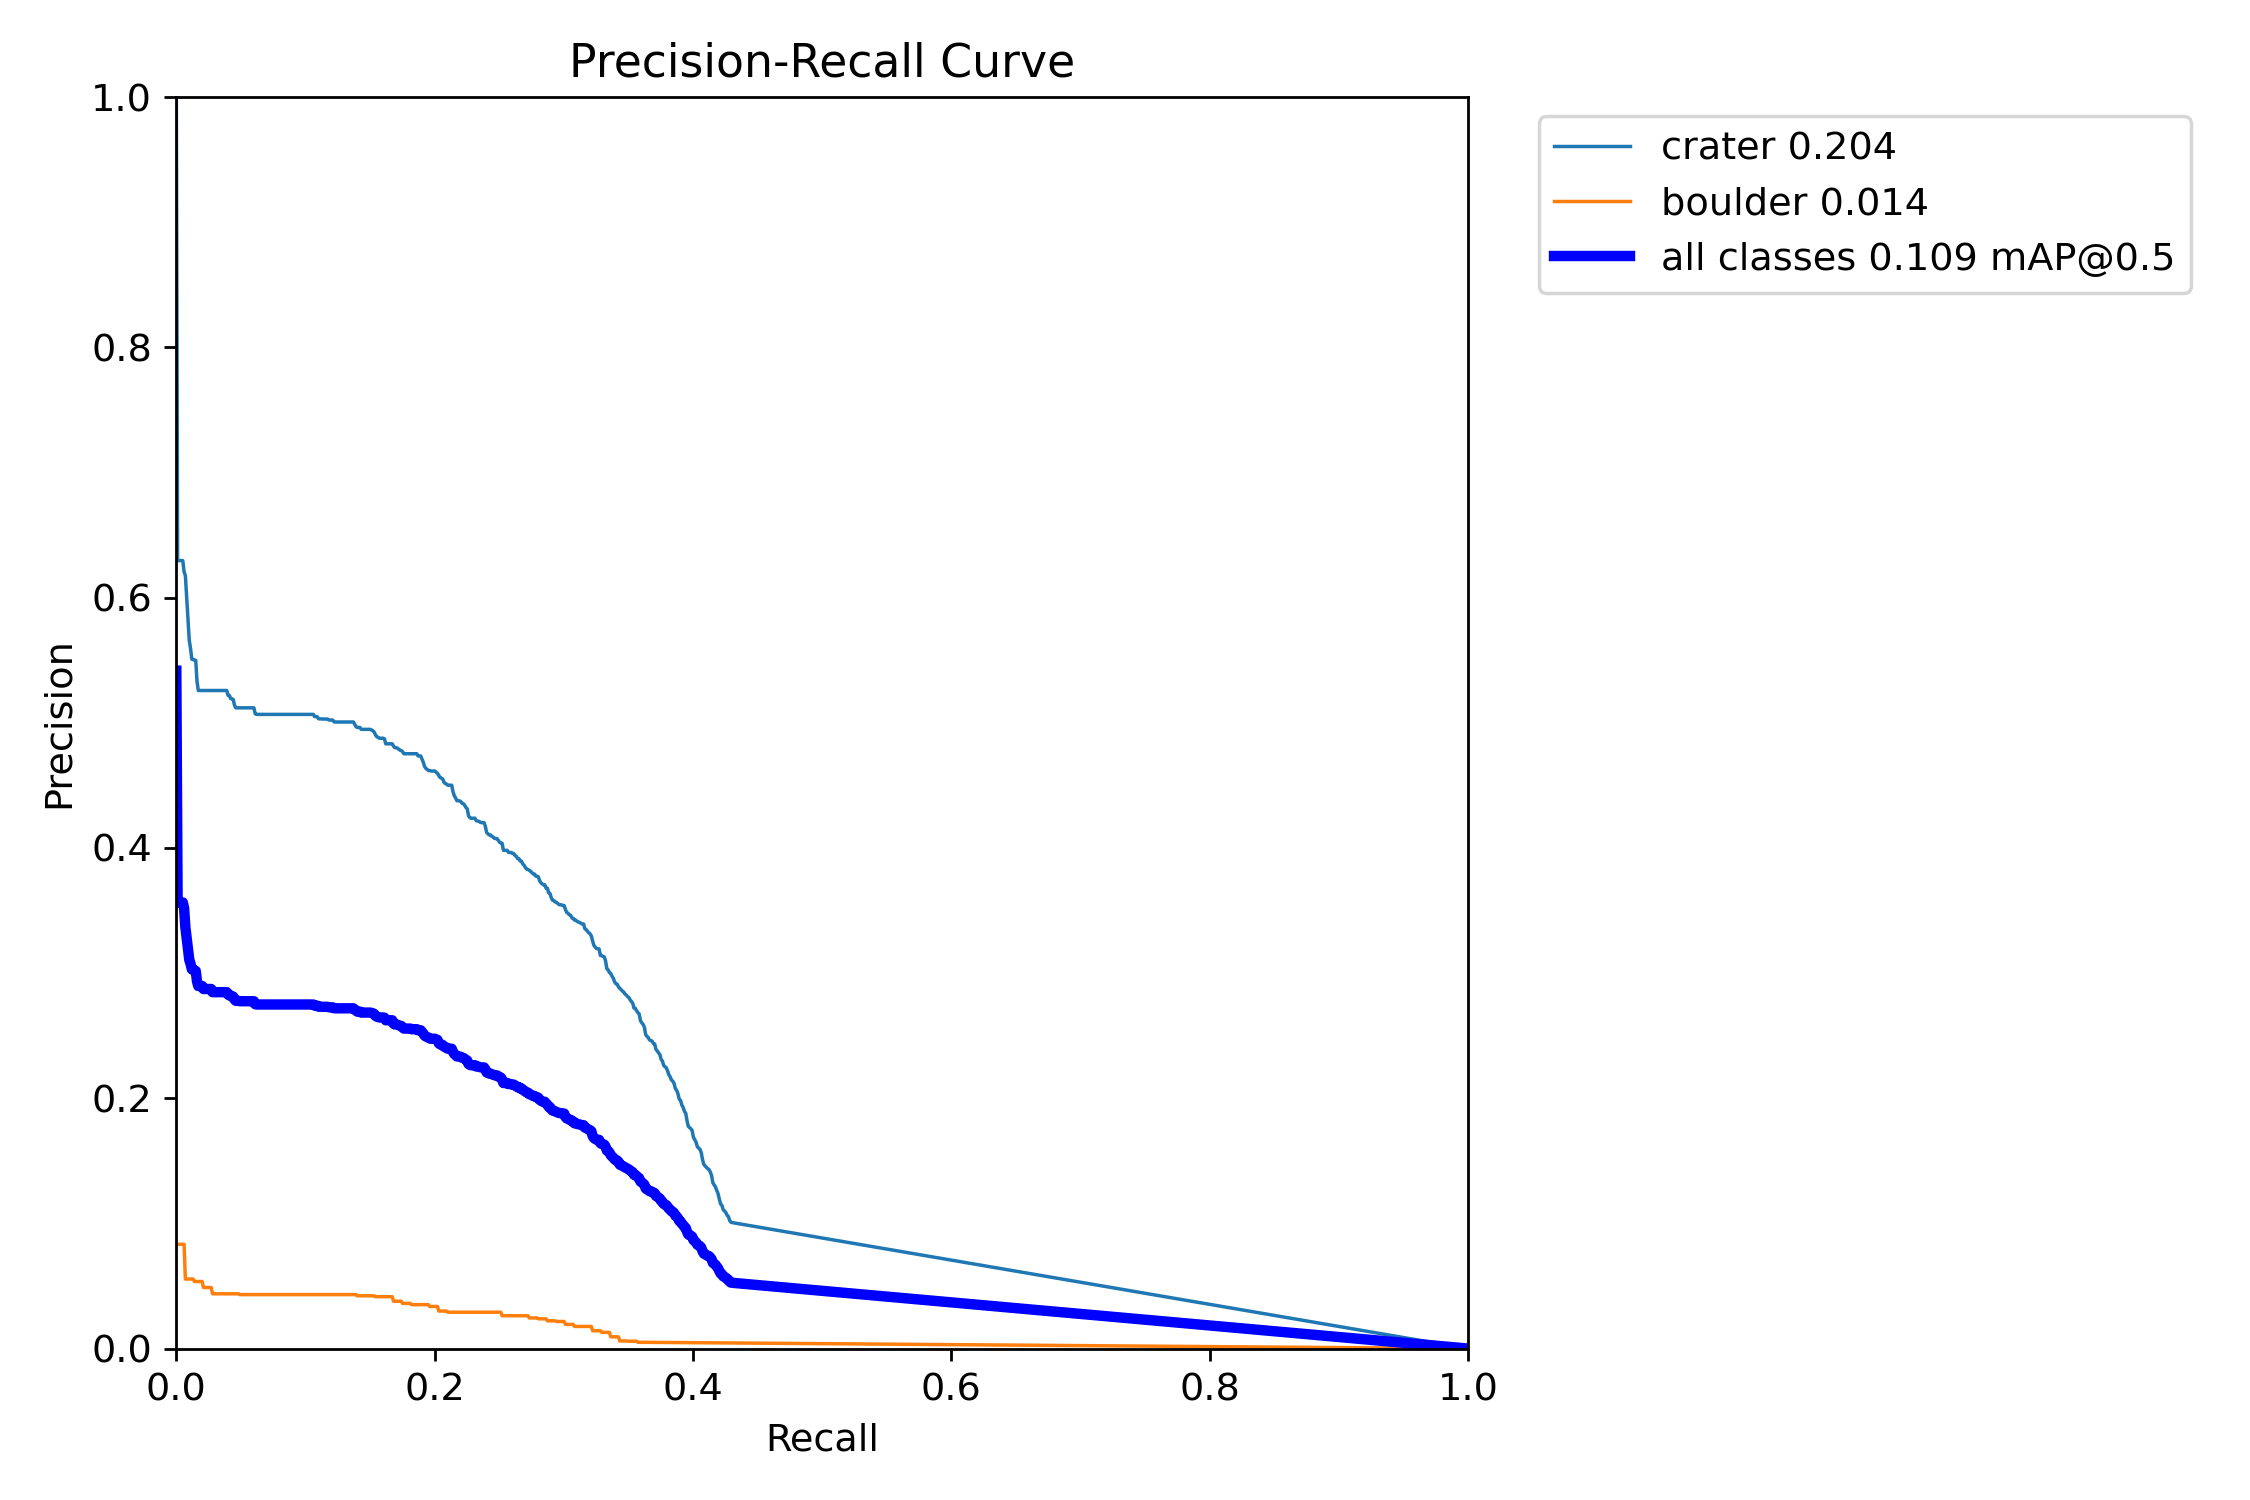 Precision-Recall Curve
1.0
0.8
0.6
0.4
0.2
0.0
Precision
0.0 0.2 0.4 0.6 0.8 1.0
Recall
crater 0.204
boulder 0.014
all classes 0.109 mAP@0.5